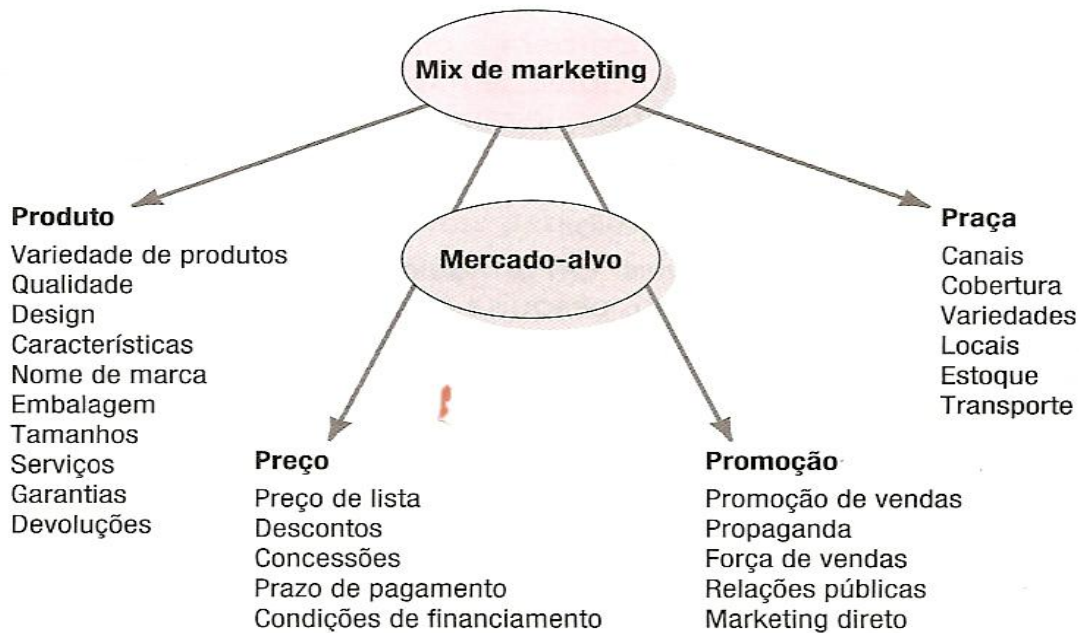 Mix de marketing
Mercado-alvo
Produto
Variedade de produtos
Qualidade
Design
Características
Nome de marca
Embalagem
Tamanhos
Serviços
Garantias
Devoluções
Preço
Preço de lista
Descontos
Concessões
Prazo de pagamento
Condições de financiamento
Promoção
Promoção de vendas
Propaganda
Força de vendas
Relações públicas
Marketing direto
Praça
Canais
Cobertura
Variedades
Locais
Estoque
Transporte